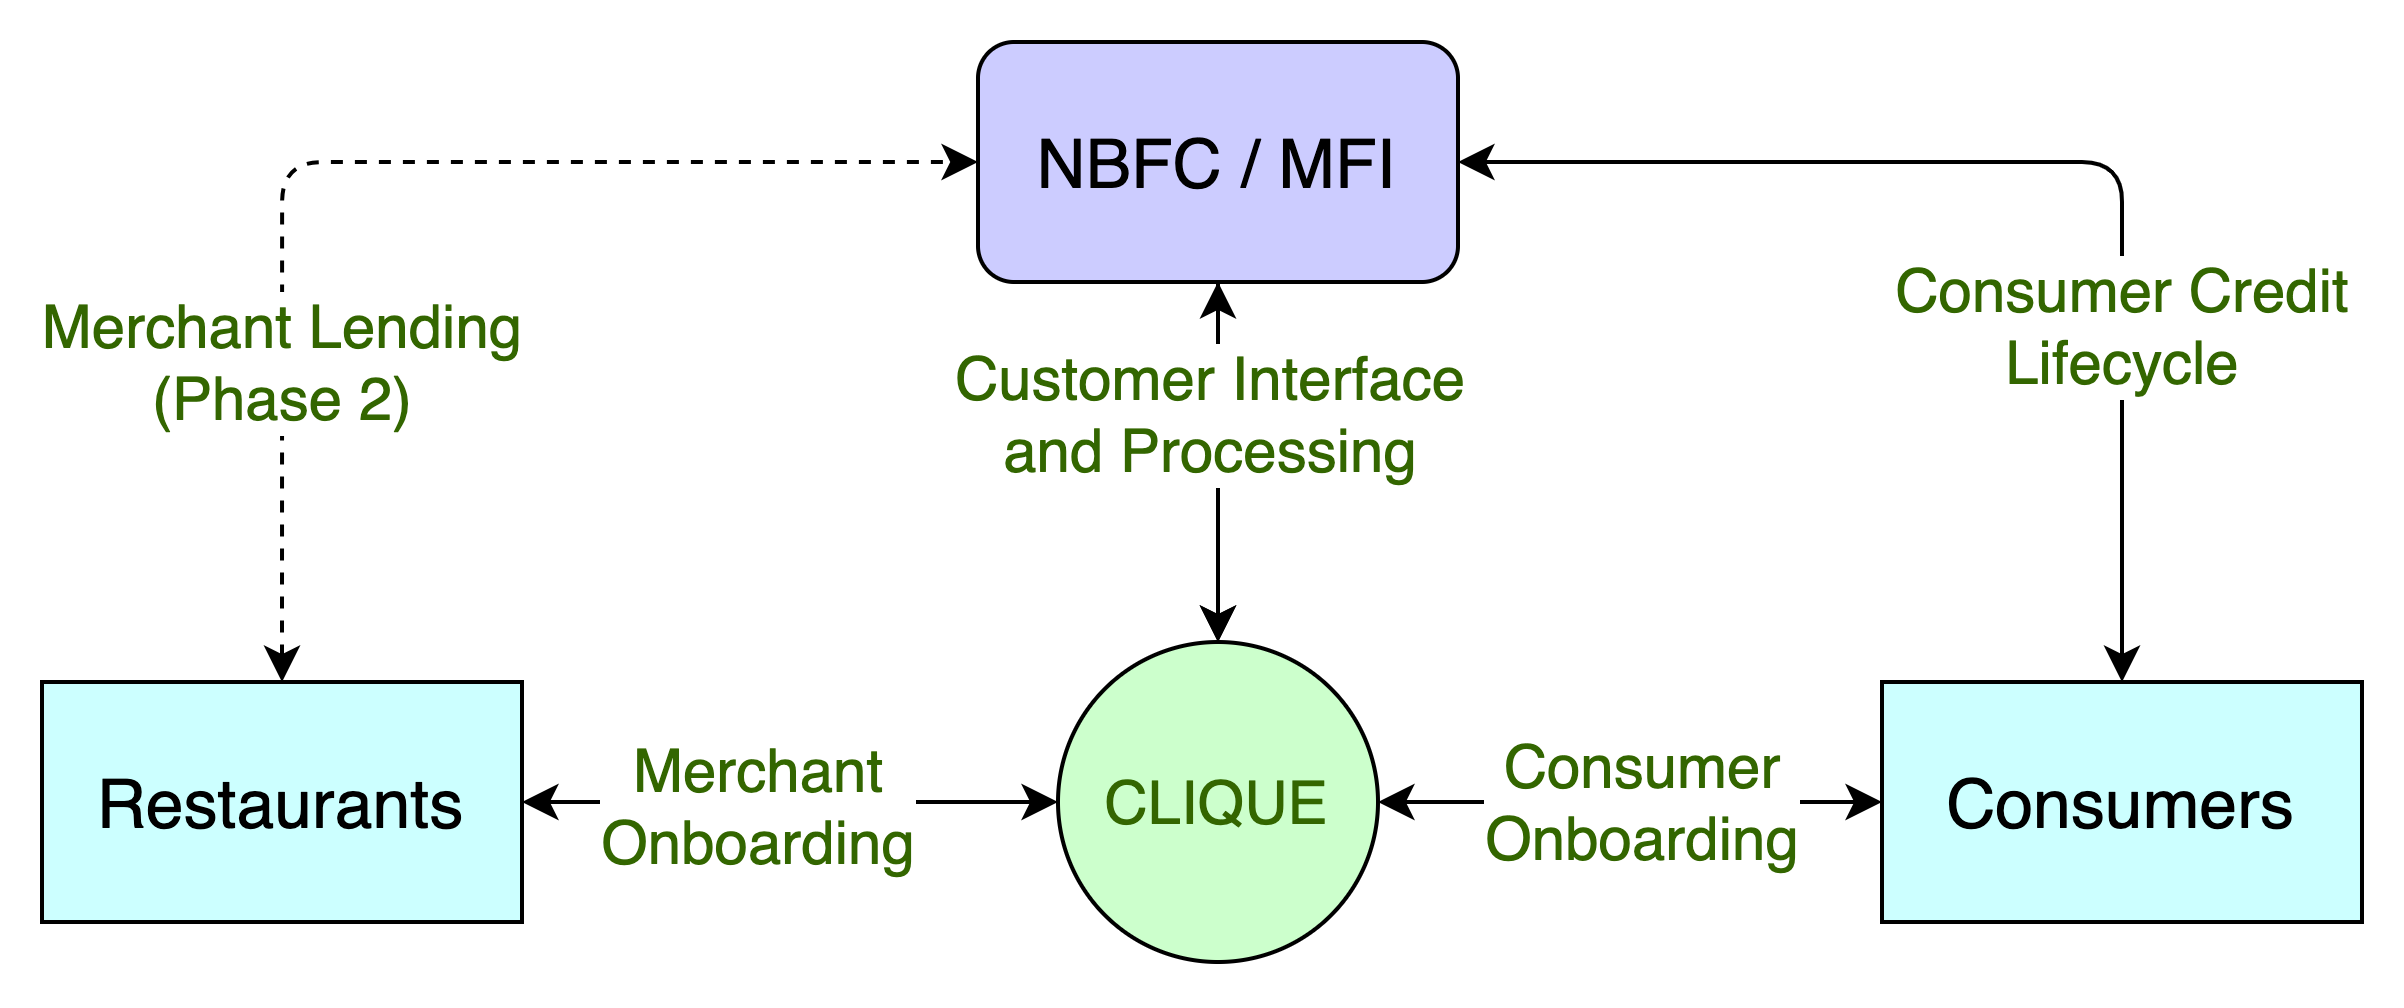 NBFC / MFI
Merchant Lending
(Phase 2)
Customer Interface
and Processing
Consumer Credit
Lifecycle
Restaurants
Merchant
Onboarding
CLIQUE
Consumer
Onboarding
Consumers